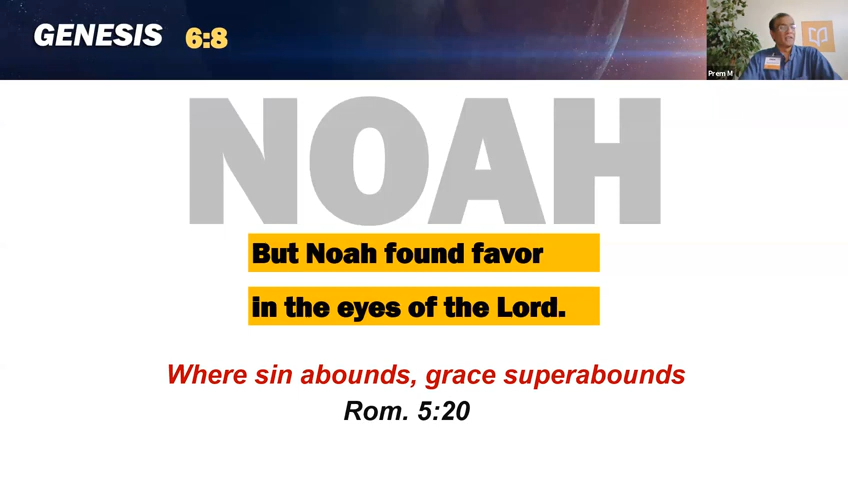 GENESIS 6:8
Prem M
NOAH
But Noah found favor
in the eyes of the Lord.
Where sin abounds, grace superabounds
Rom. 5:20